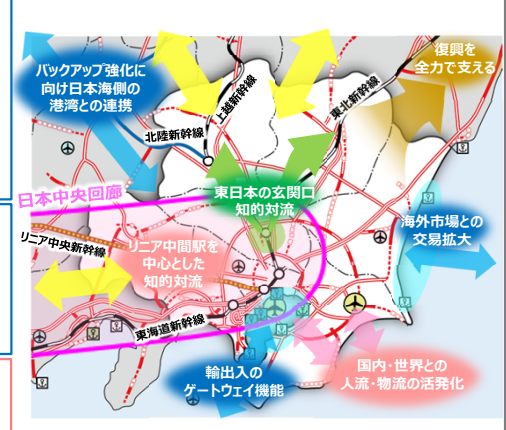 復興を
全力で支える
バックアップ強化に
向け日本海側の
港湾との連携
上越新幹線
東北新幹線
北陸新幹線
日本中央回廊
東日本の玄関口
知的対流
海外市場との
交易拡大
リニア中央新幹線
リニア中間駅を
中心とした
知的対流
東海道新幹線
輸出入の
ゲートウェイ機能
国内・世界との
人流・物流の活発化